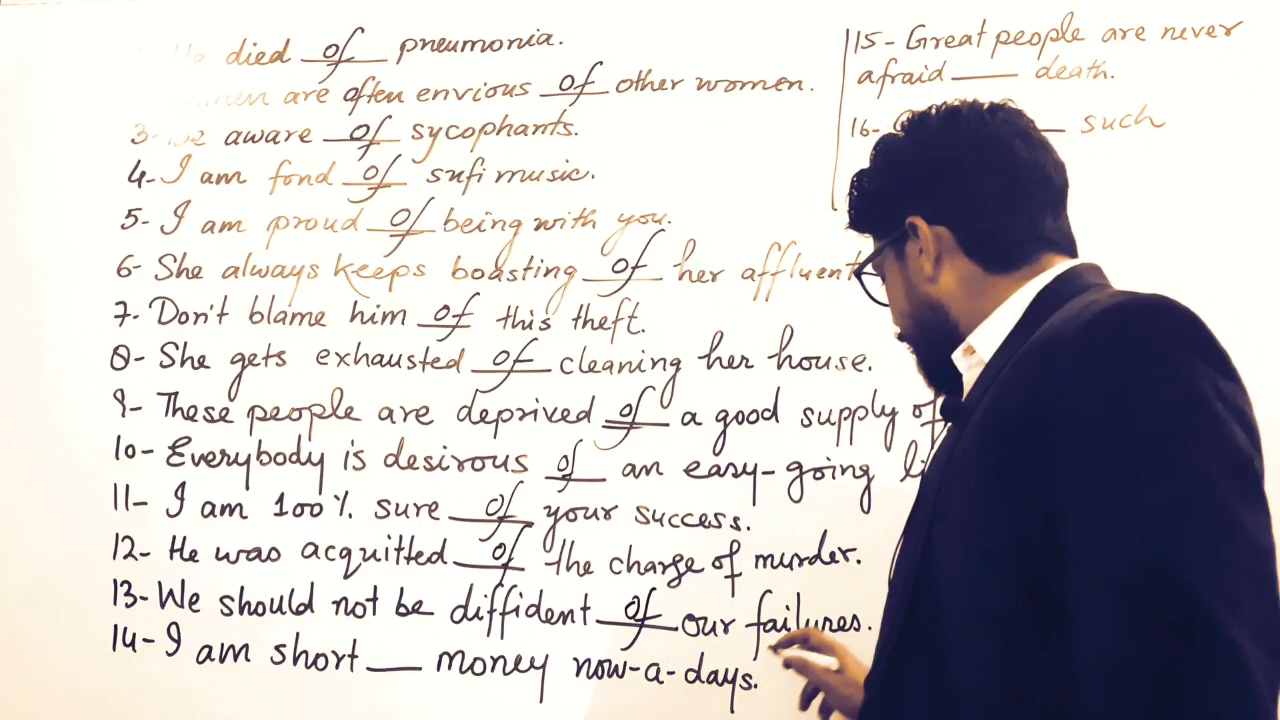 died of pneumonia.
are often envious of other women.
3- aware of sycophants.
4- I am fond of sufi music.
5- I am proud of being with you.
6- She always keeps boasting of her affluent
7- Don't blame him of this theft.
8- She gets exhausted of cleaning her house.
9- These people are deprived of a good supply of
10- Everybody is desirous of an easy-going
11- I am 100% sure of your success.
12- He was acquitted of the charge of murder.
13- We should not be diffident of our failures.
14- I am short ___ money now-a-days.
15- Great people are never
afraid ___ death.
16- ___ such